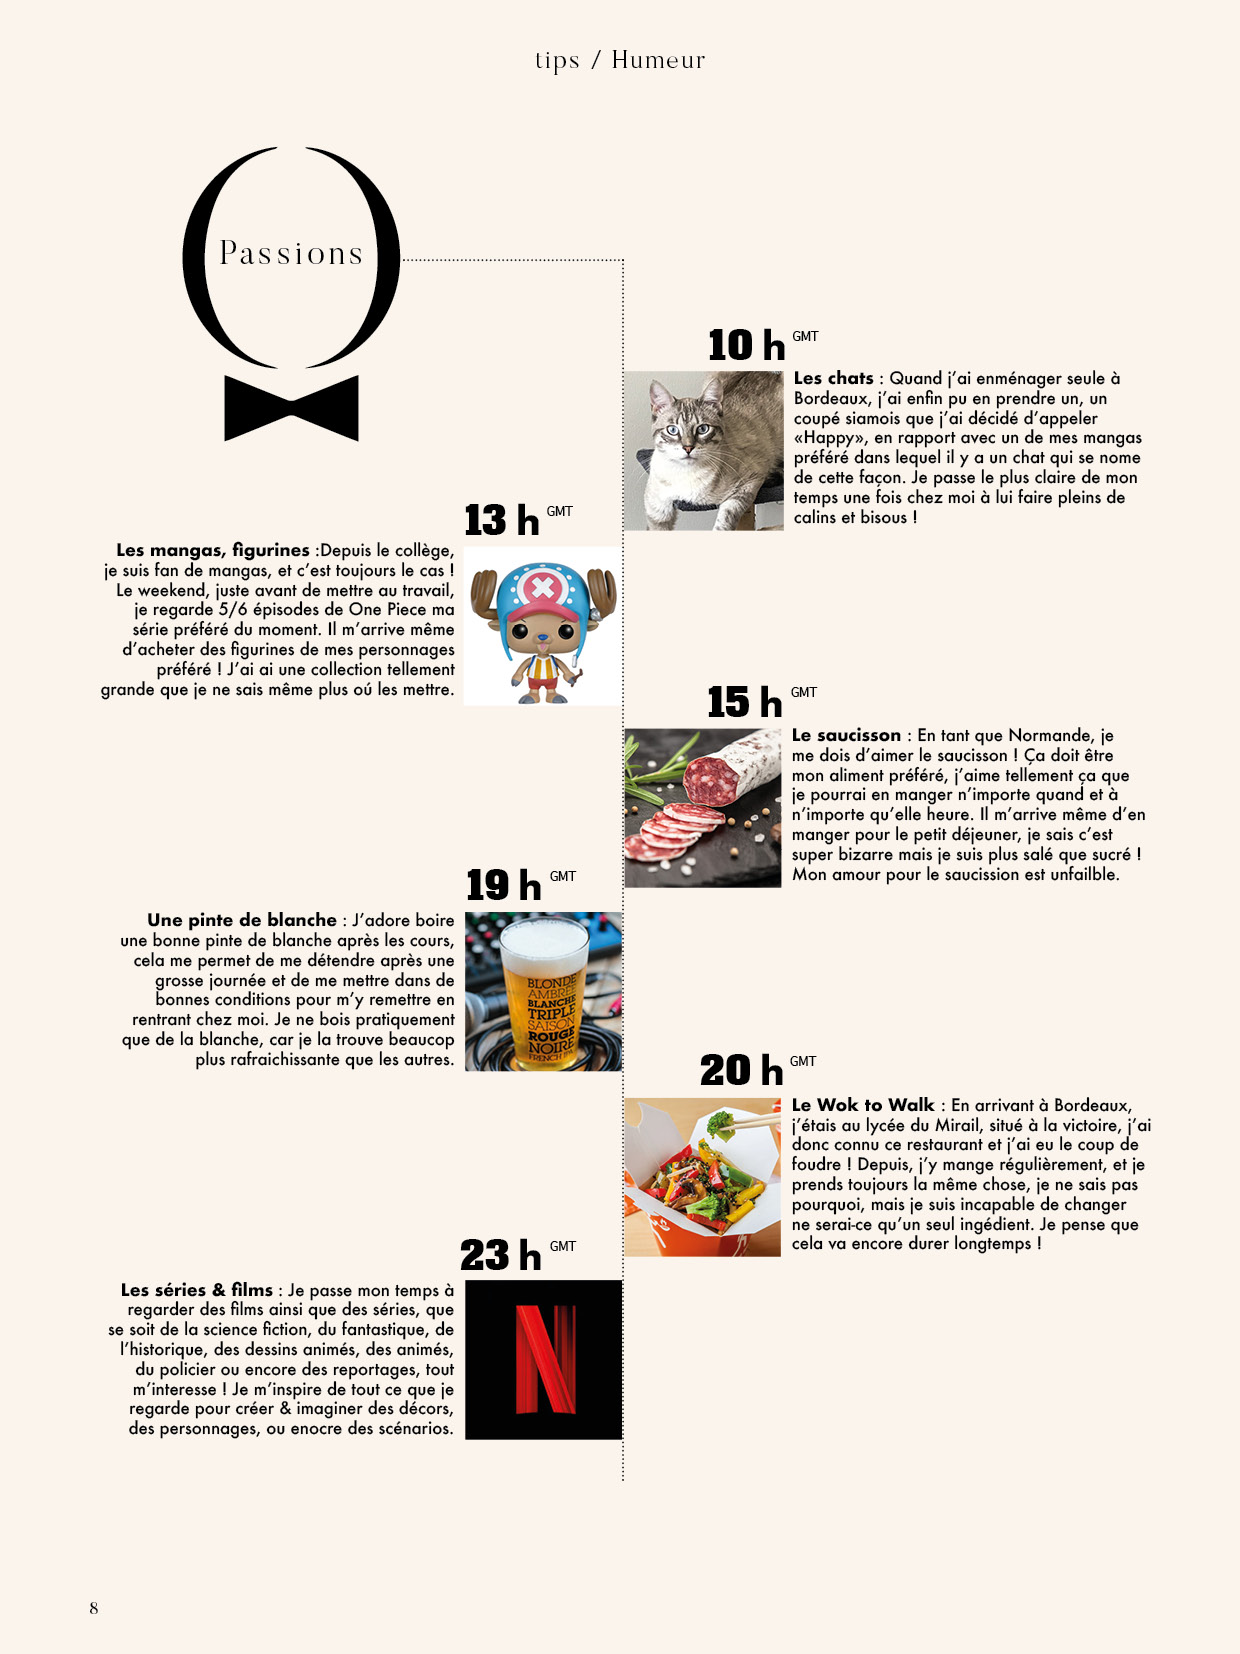 tips / Humeur
Passions
10 h GMT
Les chats : Quand j’ai enménager seule à
Bordeaux, j’ai enfin pu en prendre un, un
coupé siamois que j’ai décidé d’appeler
«Happy», en rapport avec un de mes mangas
préféré dans lequel il y a un chat qui se nome
de cette façon. Je passe le plus claire de mon
temps une fois chez moi à lui faire pleins de
calins et bisous !
13 h GMT
Les mangas, figurines :Depuis le collège,
je suis fan de mangas, et c’est toujours le cas !
Le weekend, juste avant de mettre au travail,
je regarde 5/6 épisodes de One Piece ma
série préféré du moment. Il m’arrive même
d’acheter des figurines de mes personnages
préféré ! J’ai ai une collection tellement
grande que je ne sais même plus oú les mettre.
15 h GMT
Le saucisson : En tant que Normande, je
me dois d’aimer le saucisson ! Ça doit être
mon aliment préféré, j’aime tellement ça que
je pourrai en manger n’importe quand et à
n’importe qu’elle heure. Il m’arrive même d’en
manger pour le petit déjeuner, je sais c’est
super bizarre mais je suis plus salé que sucré !
Mon amour pour le saucission est unfailble.
19 h GMT
Une pinte de blanche : J’adore boire
une bonne pinte de blanche après les cours,
cela me permet de me détendre après une
grosse journée et de me mettre dans de
bonnes conditions pour m’y remettre en
rentrant chez moi. Je ne bois pratiquement
que de la blanche, car je la trouve beaucop
plus rafraichissante que les autres.
BLONDE
AMBRÉE
BLANCHE
TRIPLE
SAISON
ROUGE
NOIRE
FRENCH IPA
20 h GMT
Le Wok to Walk : En arrivant à Bordeaux,
j’étais au lycée du Mirail, situé à la victoire, j’ai
donc connu ce restaurant et j’ai eu le coup de
foudre ! Depuis, j’y mange régulièrement, et je
prends toujours la même chose, je ne sais pas
pourquoi, mais je suis incapable de changer
ne serai-ce qu’un seul ingédient. Je pense que
cela va encore durer longtemps !
23 h GMT
Les séries & films : Je passe mon temps à
regarder des films ainsi que des séries, que
se soit de la science fiction, du fantastique, de
l’historique, des dessins animés, des animés,
du policier ou encore des reportages, tout
m’interesse ! Je m’inspire de tout ce que je
regarde pour créer & imaginer des décors,
des personnages, ou enocre des scénarios.
N
8